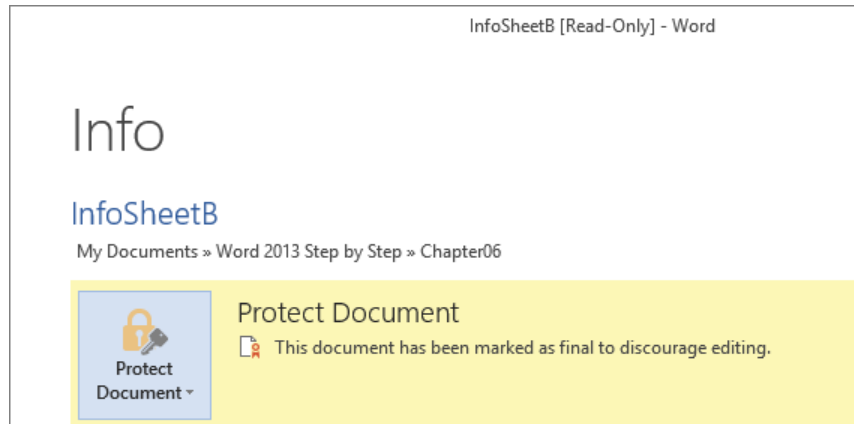 InfoSheetB [Read-Only] - Word
Info
InfoSheetB
My Documents » Word 2013 Step by Step » Chapter06
Protect Document
This document has been marked as final to discourage editing.
Protect
Document